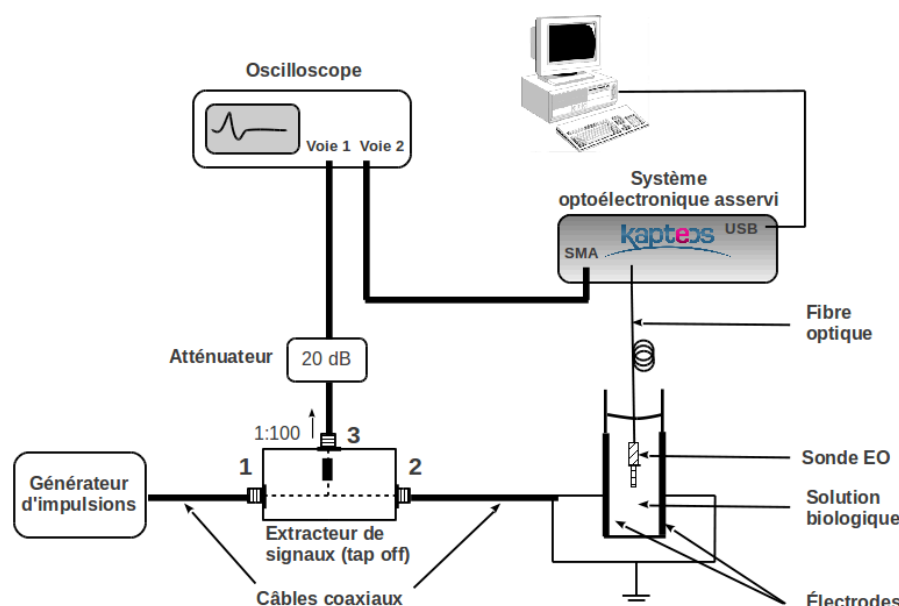 Oscilloscope
Voie 1 Voie 2
Système
optoélectronique asservi
kapteos
USB
SMA
Fibre
optique
Atténuateur
20 dB
1:100
3
1
2
Générateur
d'impulsions
Extracteur de
signaux (tap off)
Sonde EO
Solution
biologique
Câbles coaxiaux
Électrodes